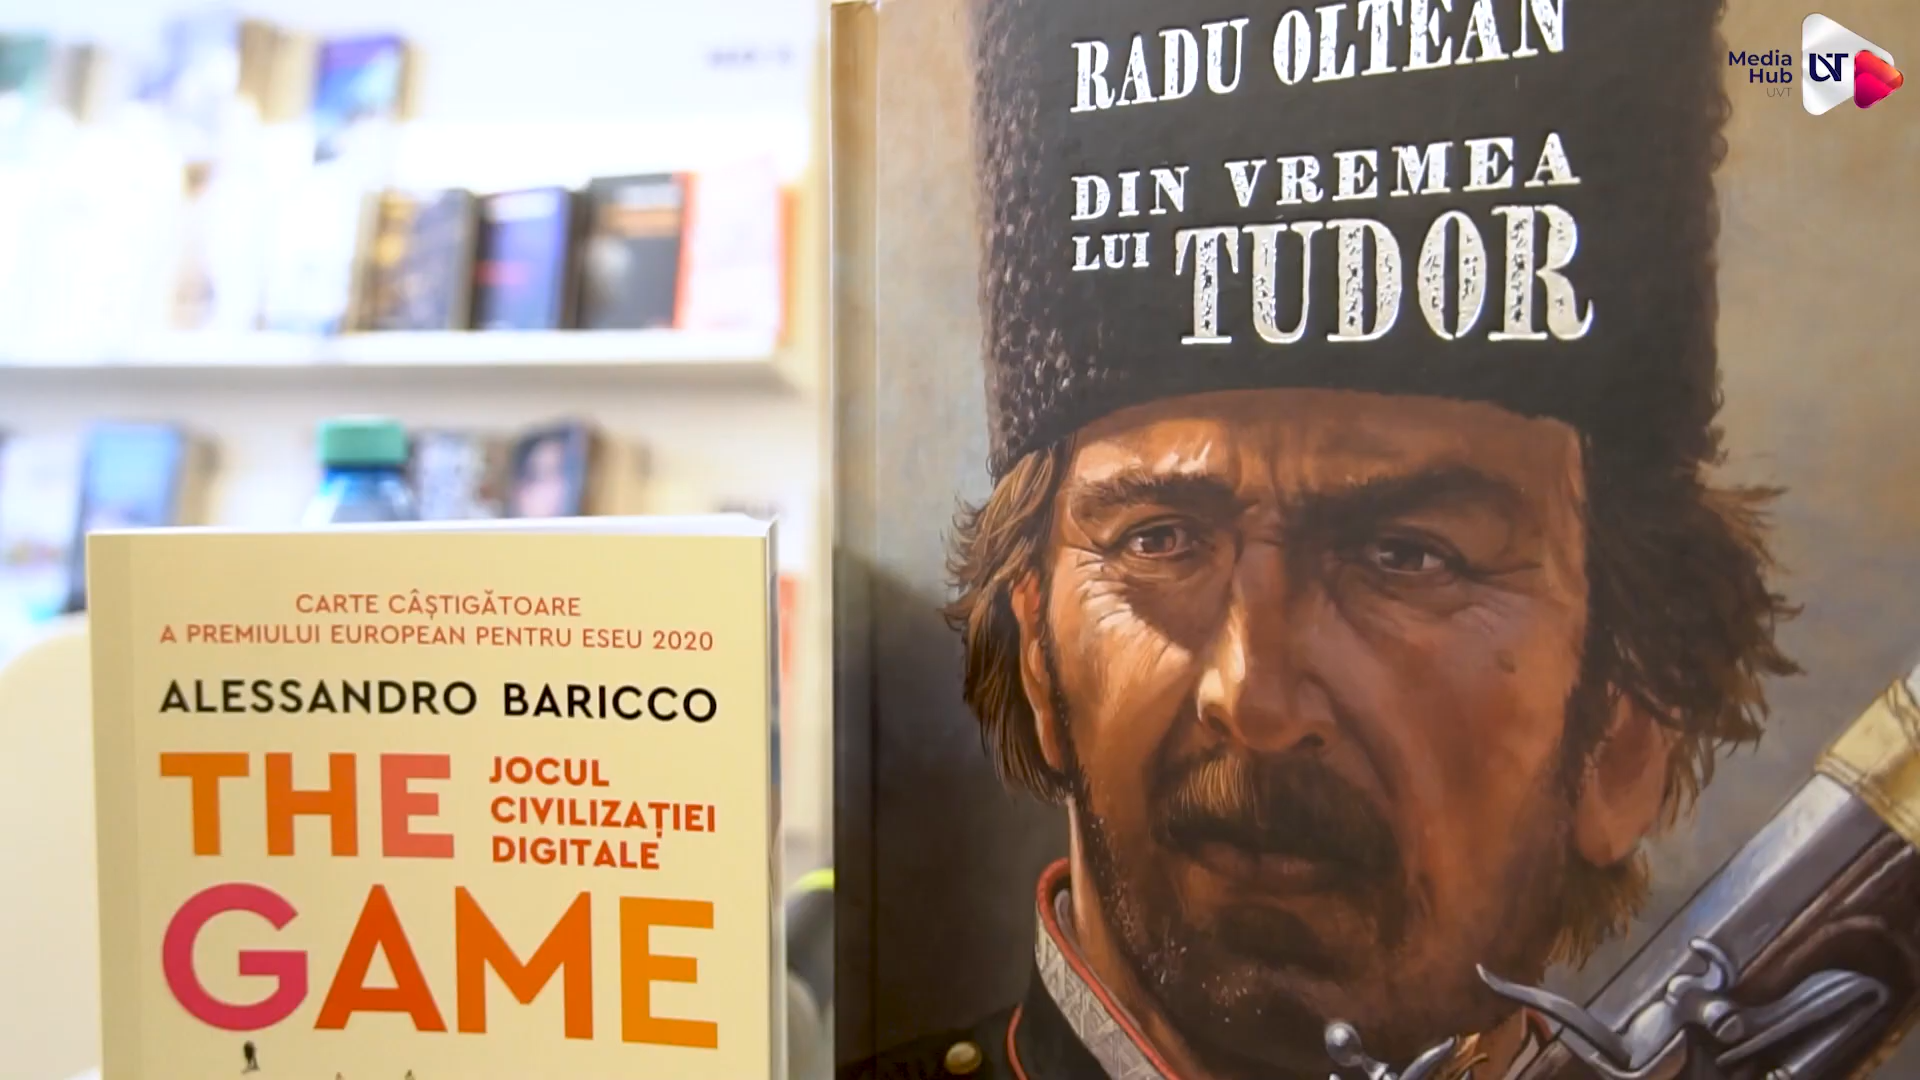 CARTE CÂȘTIGĂTOARE
A PREMIULUI EUROPEAN PENTRU ESEU 2020
ALESSANDRO BARICCO
THE
JOCUL
CIVILIZAȚIEI
DIGITALE
GAME
RADU OLTEAN
DIN VREMEA
LUI TUDOR
Media
Hub
UVT
UVT